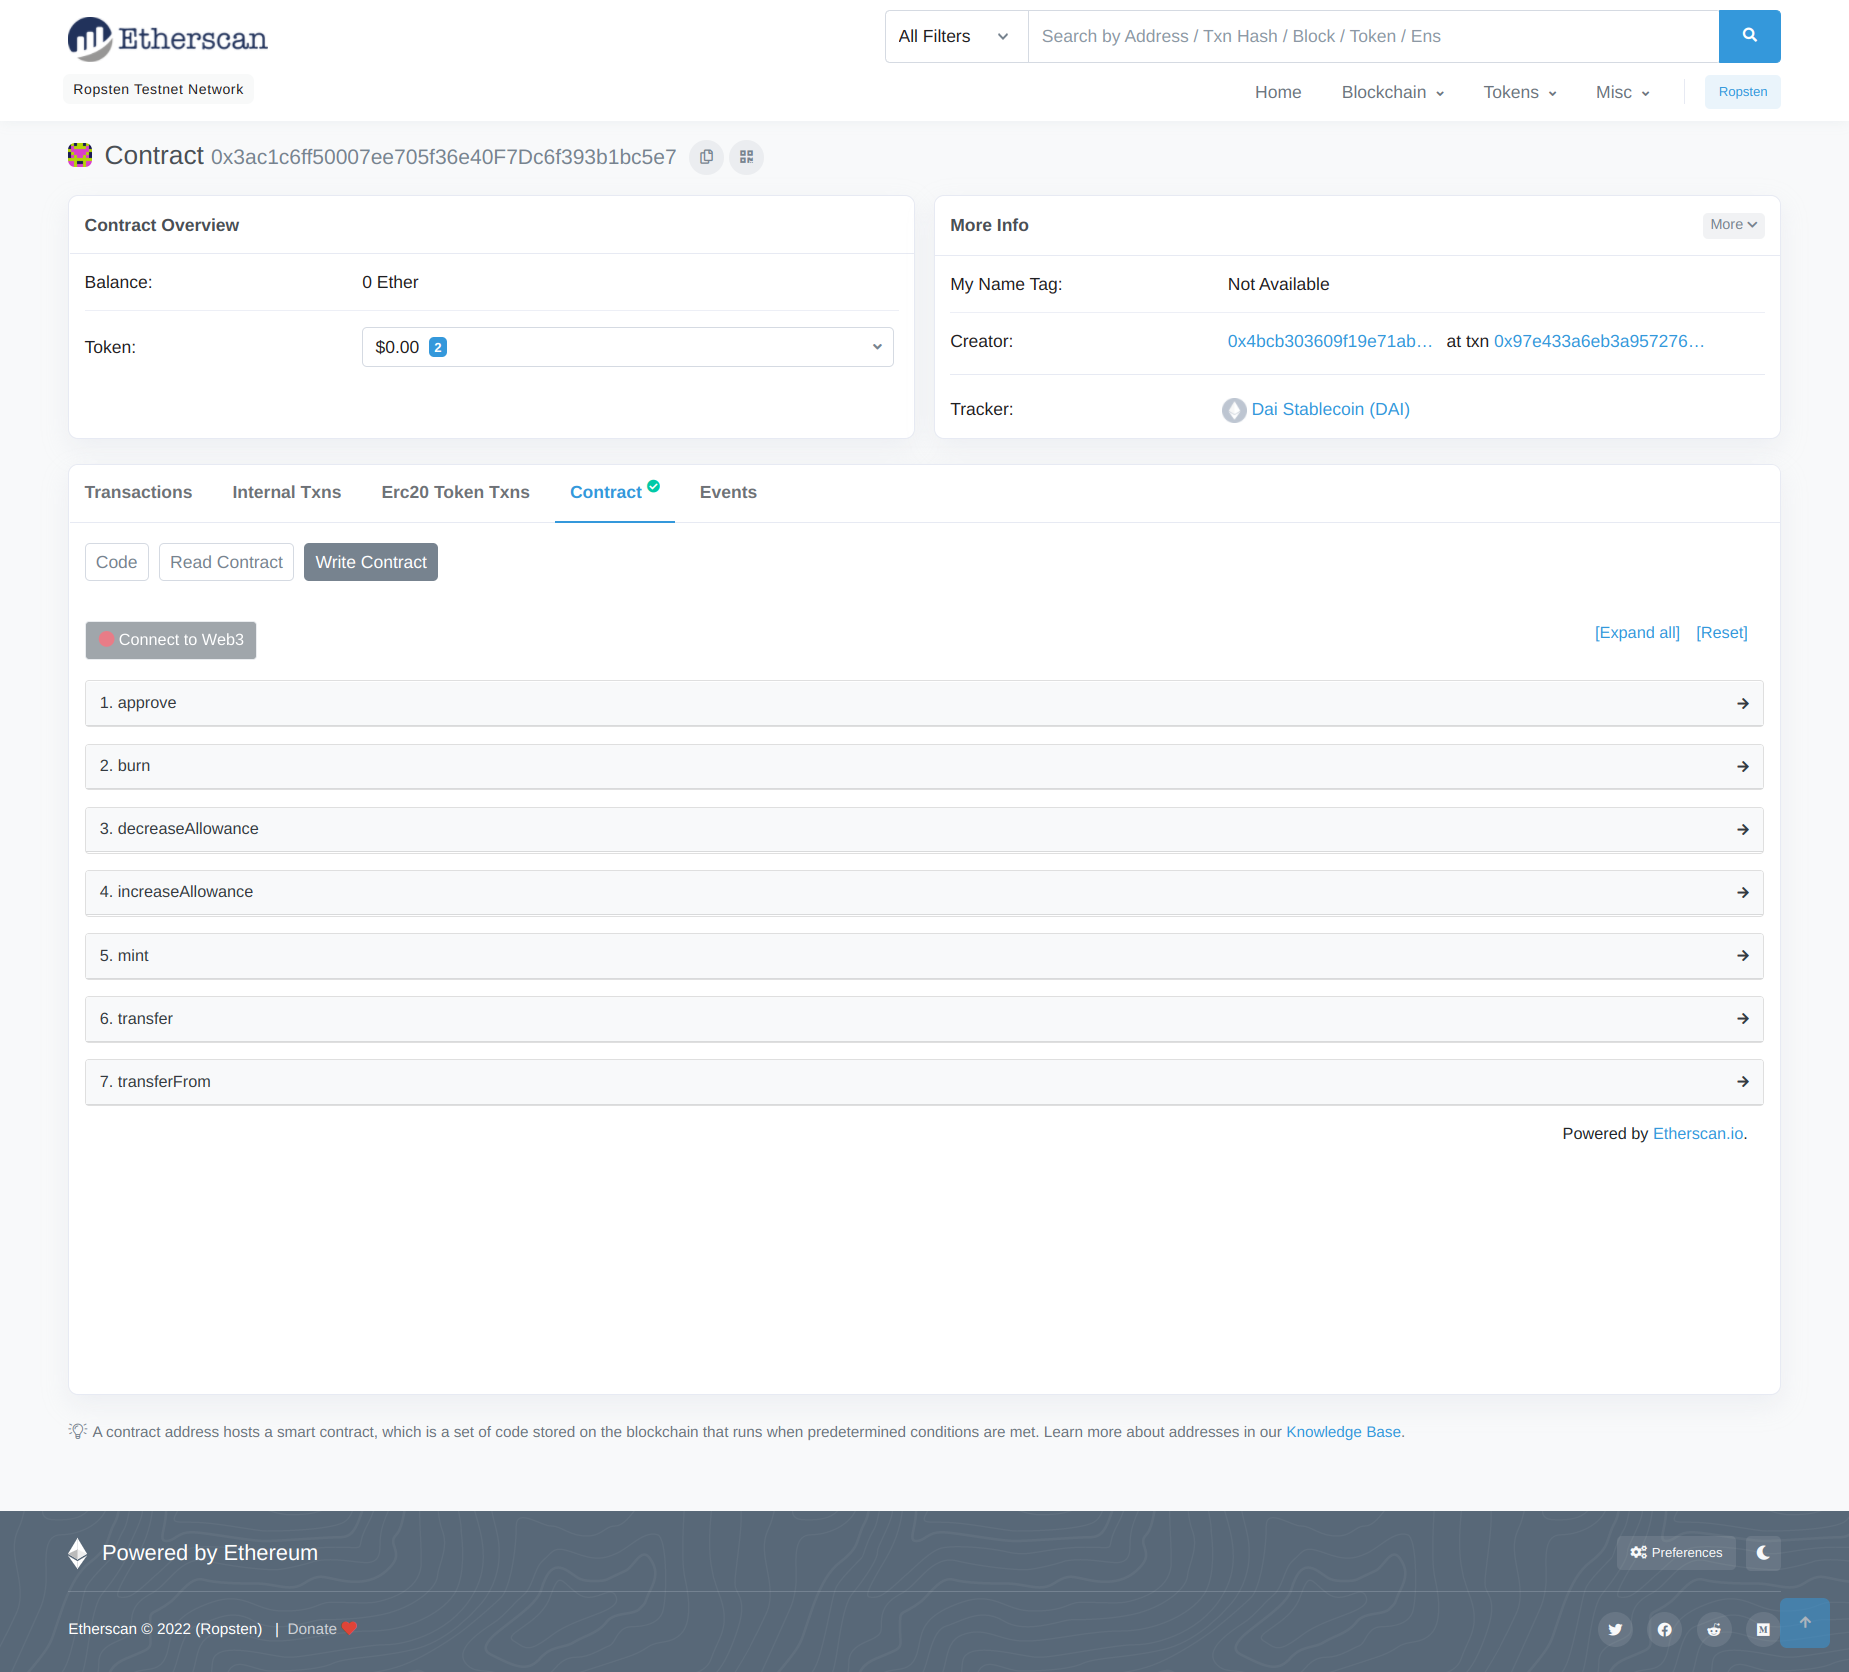 Etherscan
All Filters
Search by Address / Txn Hash / Block / Token / Ens
Ropsten Testnet Network
Home
Blockchain
Tokens
Misc
Ropsten
Contract 0x3ac1c6ff50007ee705f36e40F7Dc6f393b1bc5e7
Contract Overview
Balance:
0 Ether
Token:
$0.00 2
More Info
More
My Name Tag:
Not Available
Creator:
0x4bcb303609f19e71ab... at txn 0x97e433a6eb3a957276...
Tracker:
Dai Stablecoin (DAI)
Transactions
Internal Txns
Erc20 Token Txns
Contract
Events
Code
Read Contract
Write Contract
Connect to Web3
[Expand all] [Reset]
1. approve
2. burn
3. decreaseAllowance
4. increaseAllowance
5. mint
6. transfer
7. transferFrom
Powered by Etherscan.io.
A contract address hosts a smart contract, which is a set of code stored on the blockchain that runs when predetermined conditions are met. Learn more about addresses in our Knowledge Base.
Powered by Ethereum
Preferences
Etherscan © 2022 (Ropsten) | Donate